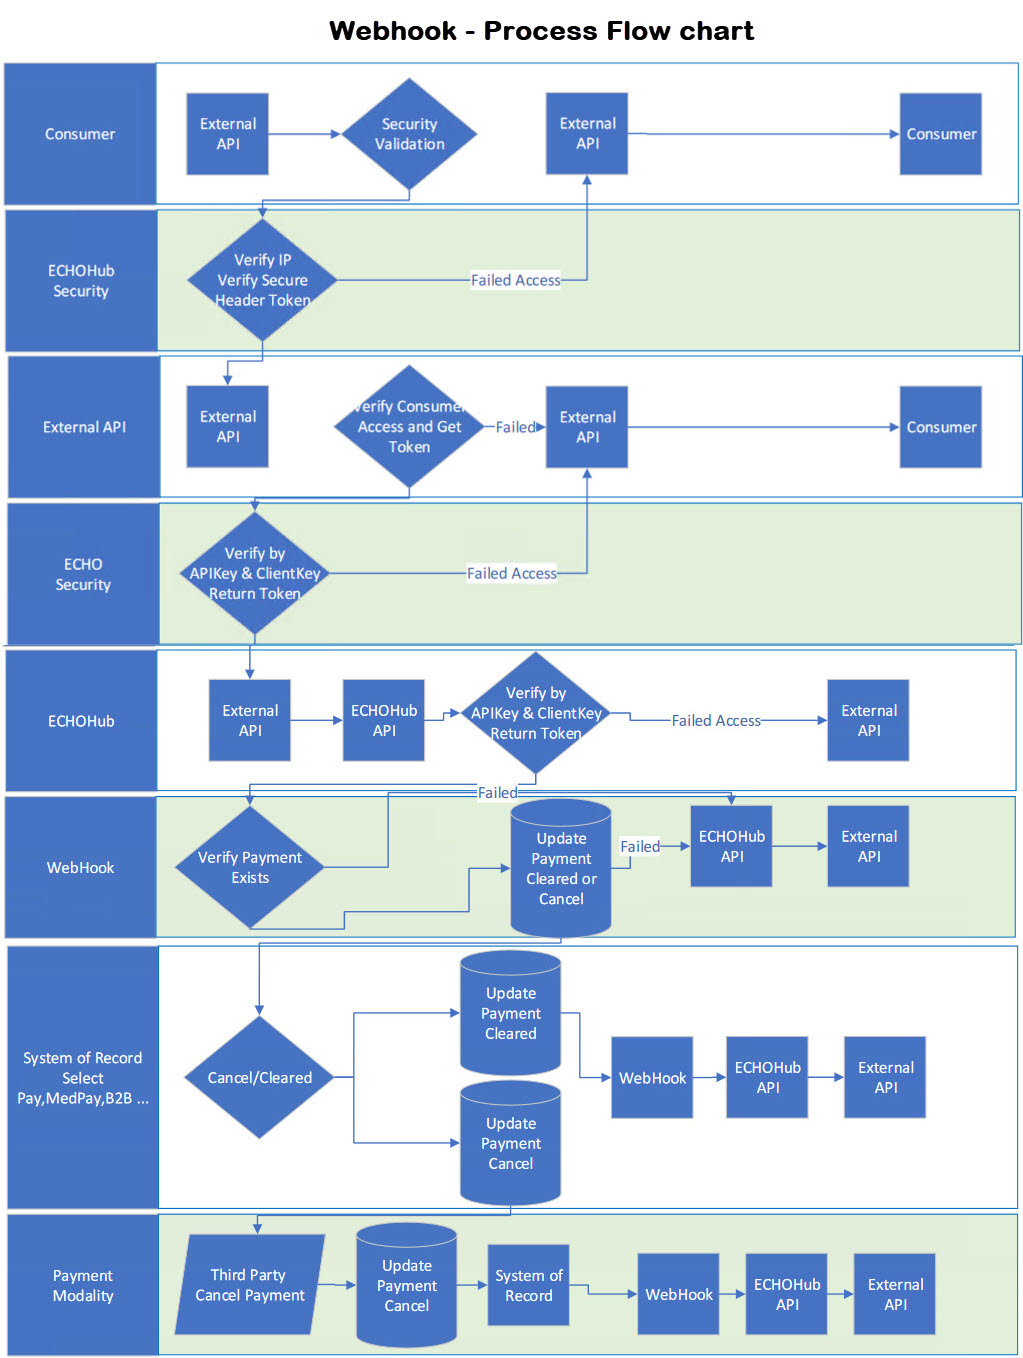 Webhook - Process Flow chart
Consumer
External
API
Security
Validation
External
API
Consumer
ECHOHub
Security
Verify IP
Verify Secure
Header Token
Failed Access
External API
External
API
Verify Consumer
Access and Get
Token
Failed
External
API
Consumer
ECHO
Security
Verify by
APIKey & ClientKey
Return Token
Failed Access
ECHOHub
External
API
ECHOHub
API
Verify by
APIKey & ClientKey
Return Token
Failed Access
External
API
Failed
WebHook
Verify Payment
Exists
Update
Payment
Cleared or
Cancel
Failed
ECHOHub
API
External
API
System of Record
Select
Pay,MedPay,B2B ...
Cancel/Cleared
Update
Payment
Cleared
Update
Payment
Cancel
WebHook
ECHOHub
API
External
API
Payment
Modality
Third Party
Cancel Payment
Update
Payment
Cancel
System of
Record
WebHook
ECHOHub
API
External
API